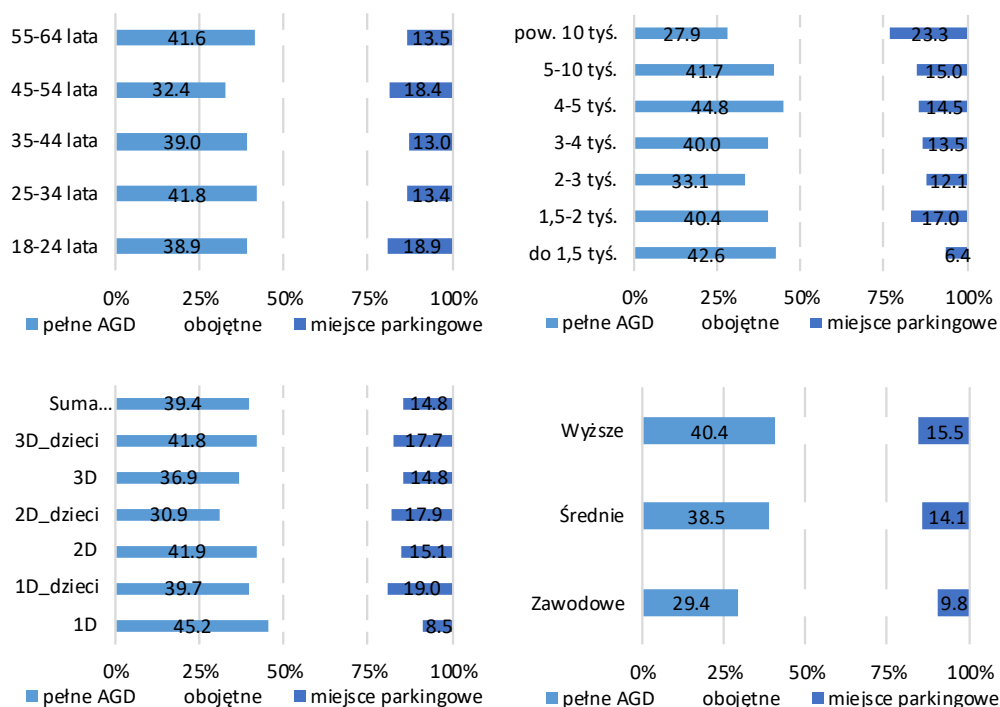 55-64 lata 41.6 13.5
45-54 lata 32.4 18.4
35-44 lata 39.0 13.0
25-34 lata 41.8 13.4
18-24 lata 38.9 18.9
0% 25% 50% 75% 100%
pełne AGD obojętne miejsce parkingowe
pow. 10 tyś. 27.9 23.3
5-10 tyś. 41.7 15.0
4-5 tyś. 44.8 14.5
3-4 tyś. 40.0 13.5
2-3 tyś. 33.1 12.1
1,5-2 tyś. 40.4 17.0
do 1,5 tyś. 42.6 6.4
0% 25% 50% 75% 100%
pełne AGD obojętne miejsce parkingowe
Suma... 39.4 14.8
3D_dzieci 41.8 17.7
3D 36.9 14.8
2D_dzieci 30.9 17.9
2D 41.9 15.1
1D_dzieci 39.7 19.0
1D 45.2 8.5
0% 25% 50% 75% 100%
pełne AGD obojętne miejsce parkingowe
Wyższe 40.4 15.5
Średnie 38.5 14.1
Zawodowe 29.4 9.8
0% 25% 50% 75% 100%
pełne AGD obojętne miejsce parkingowe